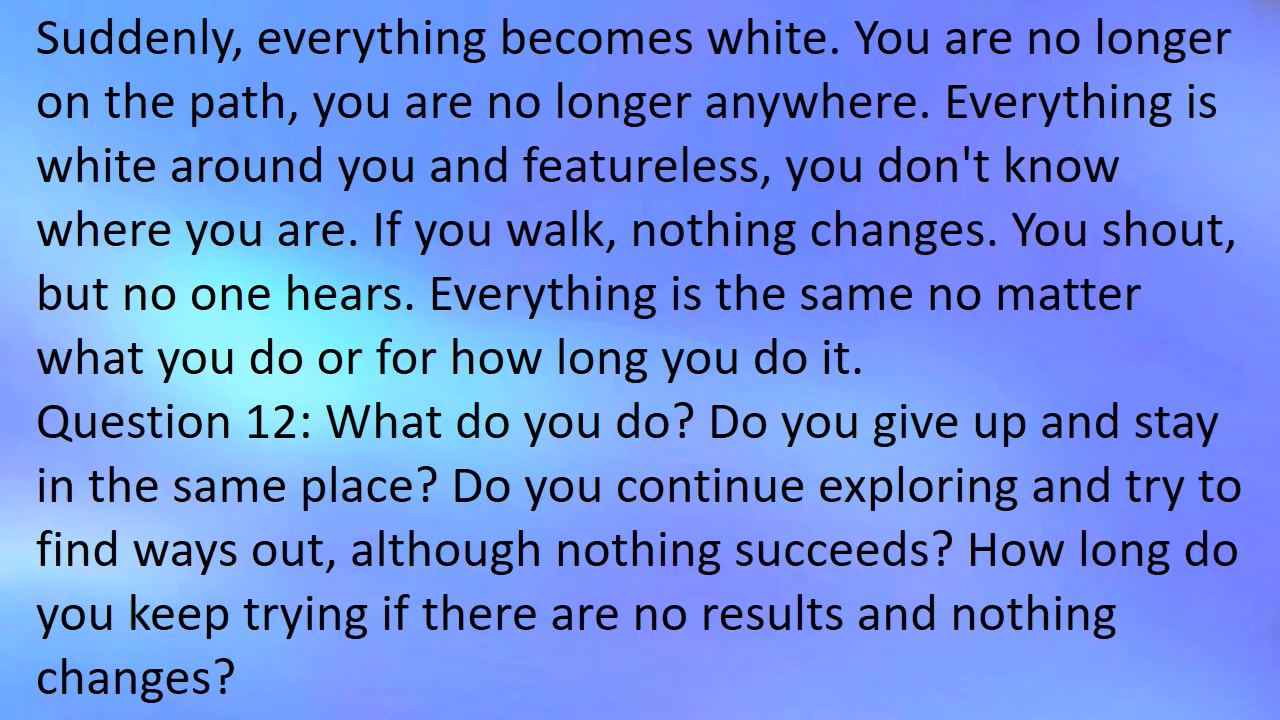 Suddenly, everything becomes white. You are no longer
on the path, you are no longer anywhere. Everything is
white around you and featureless, you don't know
where you are. If you walk, nothing changes. You shout,
but no one hears. Everything is the same no matter
what you do or for how long you do it.
Question 12: What do you do? Do you give up and stay
in the same place? Do you continue exploring and try to
find ways out, although nothing succeeds? How long do
you keep trying if there are no results and nothing
changes?